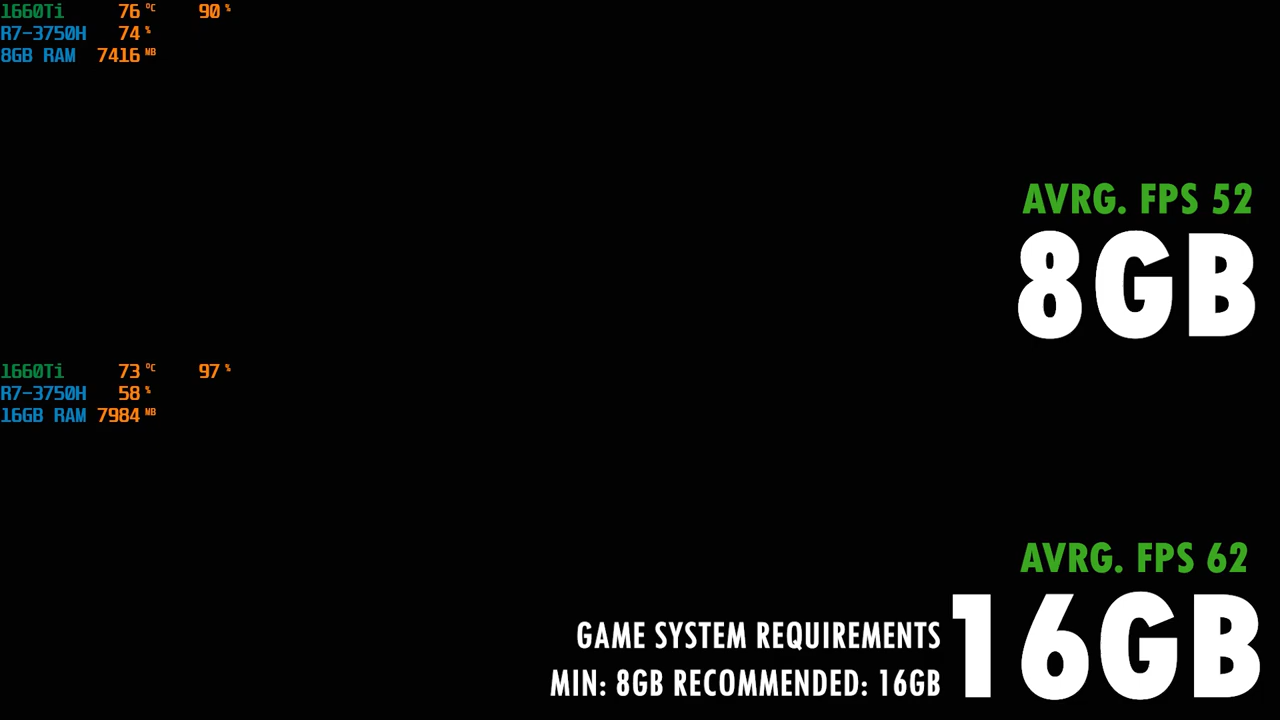 1660Ti 76 °C 90 %
R7-3750H 74 %
8GB RAM 7416 MB
AVRG. FPS 52
8GB
1660Ti 73 °C 97 %
R7-3750H 58 %
16GB RAM 7984 MB
AVRG. FPS 62
16GB
GAME SYSTEM REQUIREMENTS
MIN: 8GB RECOMMENDED: 16GB